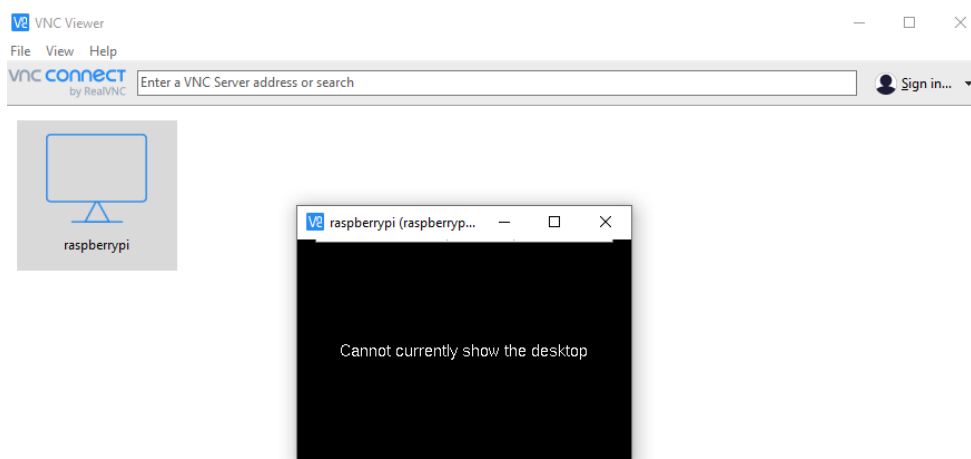 VNC Viewer
File View Help
VNC CONNECT
by RealVNC
Enter a VNC Server address or search
Sign in...
raspberrypi
raspberrypi (raspberryp...
Cannot currently show the desktop